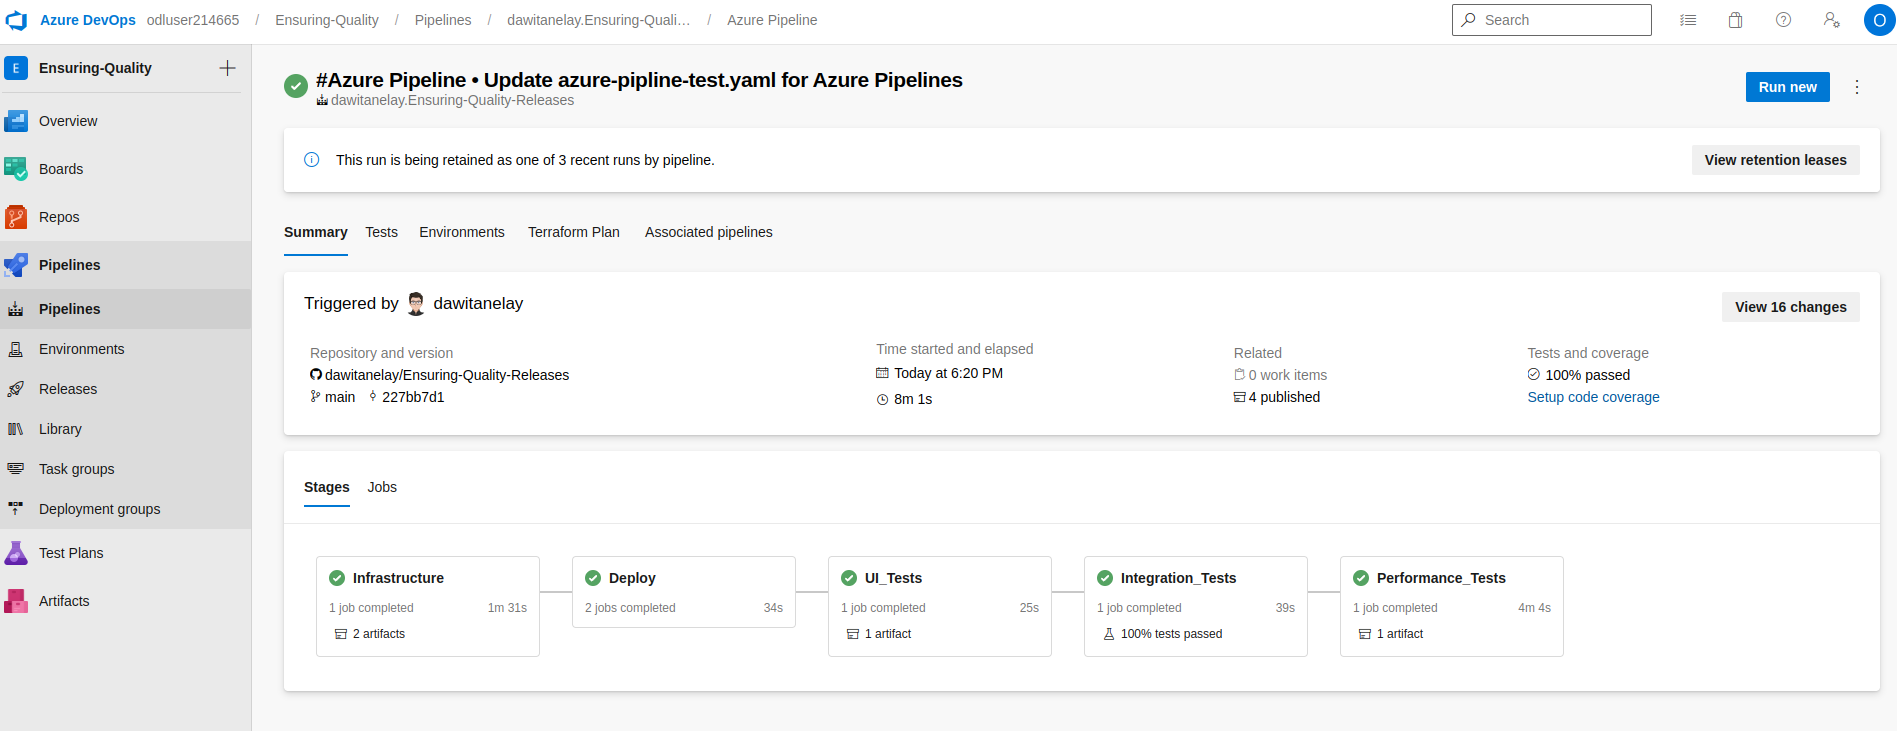 Azure DevOps odluser214665 / Ensuring-Quality / Pipelines / dawitanelay.Ensuring-Quali... / Azure Pipeline
Search
O
E Ensuring-Quality
Overview
Boards
Repos
Pipelines
Pipelines
Environments
Releases
Library
Task groups
Deployment groups
Test Plans
Artifacts
#Azure Pipeline • Update azure-pipline-test.yaml for Azure Pipelines
dawitanelay.Ensuring-Quality-Releases
Run new
This run is being retained as one of 3 recent runs by pipeline.
View retention leases
Summary Tests Environments Terraform Plan Associated pipelines
Triggered by dawitanelay
View 16 changes
Repository and version
dawitanelay/Ensuring-Quality-Releases
main 227bb7d1
Time started and elapsed
Today at 6:20 PM
8m 1s
Related
0 work items
4 published
Tests and coverage
100% passed
Setup code coverage
Stages Jobs
Infrastructure
1 job completed 1m 31s
2 artifacts
Deploy
2 jobs completed 34s
UI_Tests
1 job completed 25s
1 artifact
Integration_Tests
1 job completed 39s
100% tests passed
Performance_Tests
1 job completed 4m 4s
1 artifact